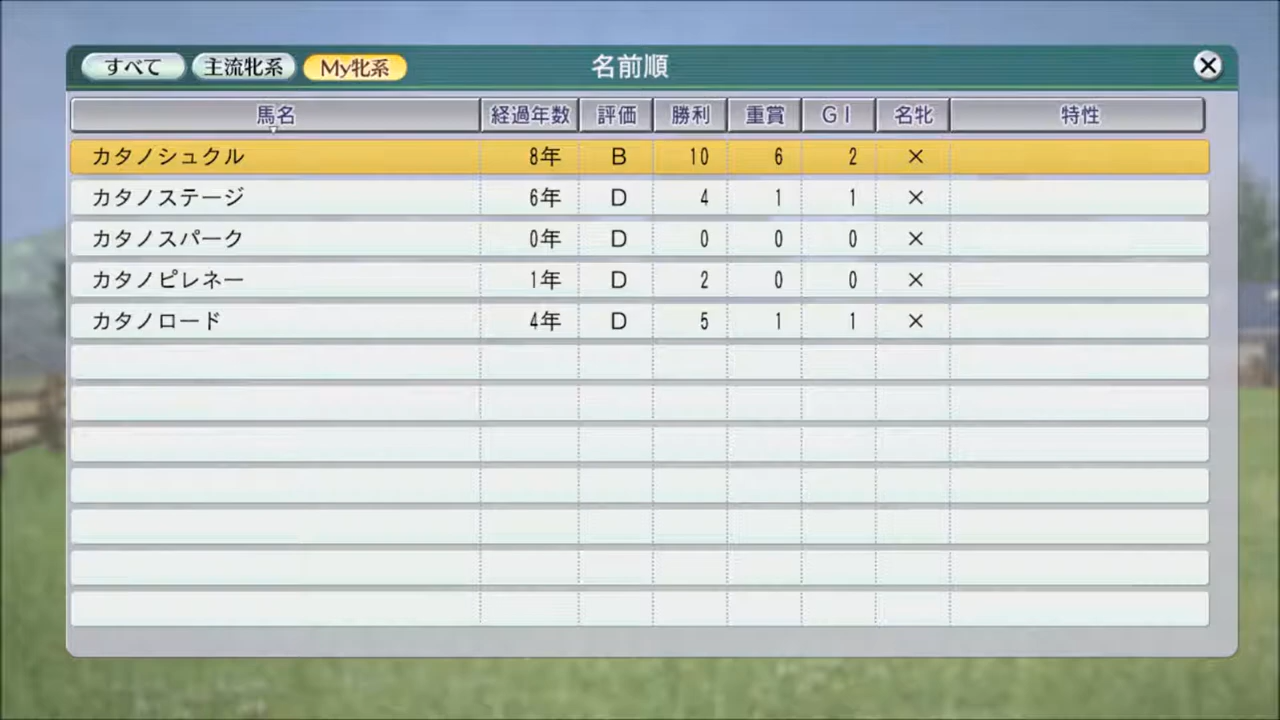 すべて 主流牝系 My牝系 名前順
馬名 経過年数 評価 勝利 重賞 GⅠ 名牝 特性
カタノシュクル 8年 B 10 6 2 ×
カタノステージ 6年 D 4 1 1 ×
カタノスパーク 0年 D 0 0 0 ×
カタノピレネー 1年 D 2 0 0 ×
カタノロード 4年 D 5 1 1 ×